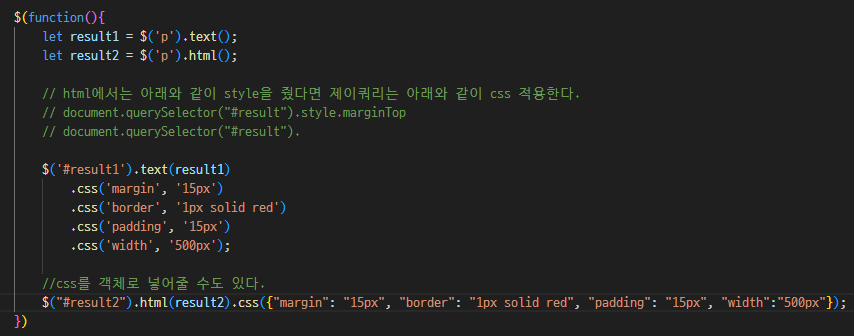 $(function(){
    let result1 = $('p').text();
    let result2 = $('p').html();

    // html에서는 아래와 같이 style을 줬다면 제이쿼리는 아래와 같이 css 적용한다.
    // document.querySelector("#result").style.marginTop
    // document.querySelector("#result").

    $('#result1').text(result1)
        .css('margin', '15px')
        .css('border', '1px solid red')
        .css('padding', '15px')
        .css('width', '500px');

    //css를 객체로 넣어줄 수도 있다.
    $("#result2").html(result2).css({"margin": "15px", "border": "1px solid red", "padding": "15px", "width":"500px"});
})